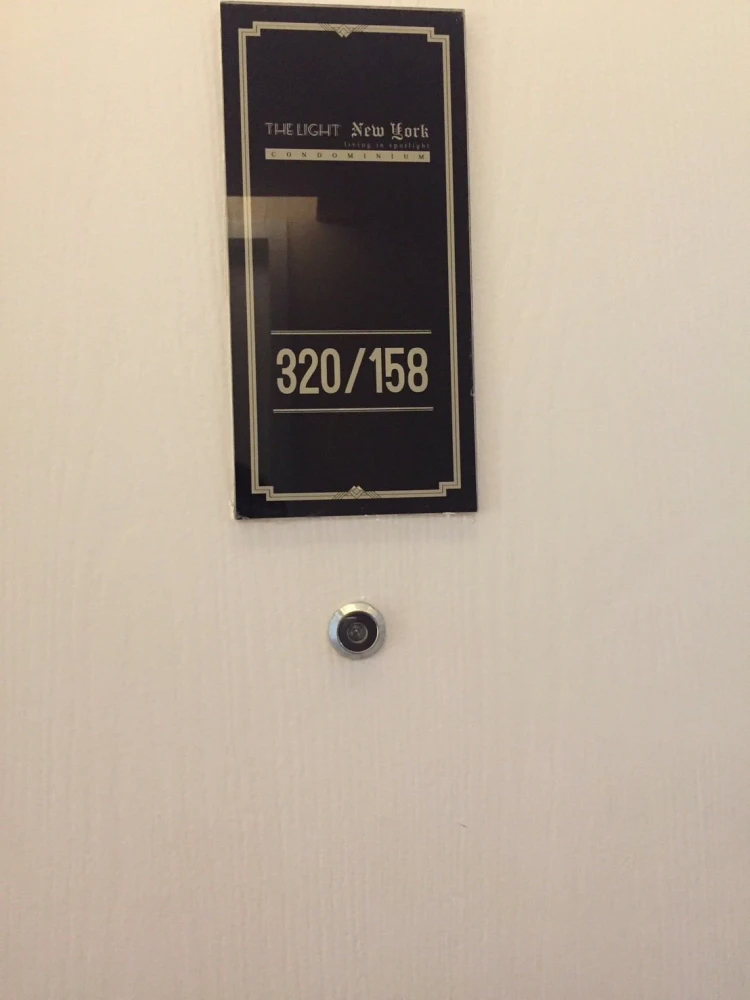 THE LIGHT New York
living in spotlight
CONDOMINIUM
320/158